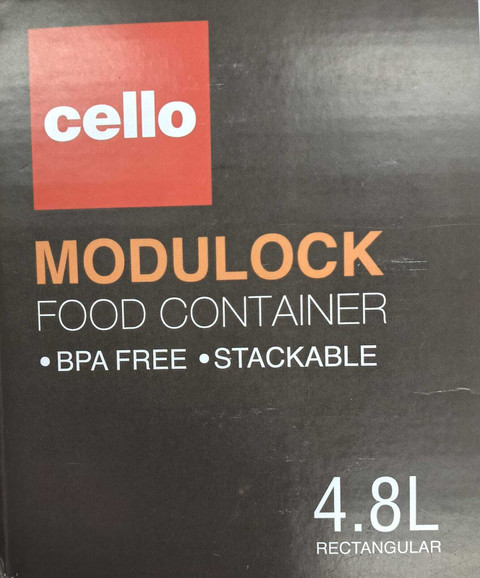 cello
MODULOCK
FOOD CONTAINER
• BPA FREE • STACKABLE
4.8L
RECTANGULAR